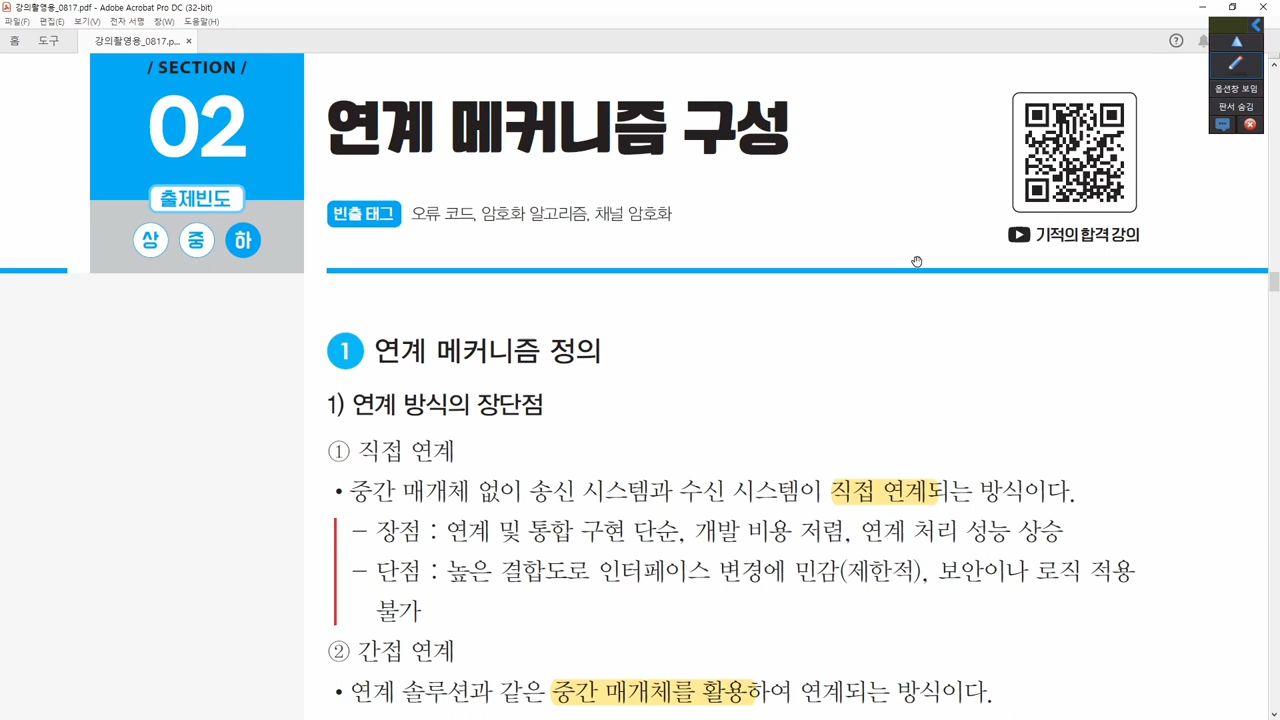 강의촬영용_0817.pdf - Adobe Acrobat Pro DC (32-bit)
파일(F) 편집(E) 보기(V) 전자 서명 창(W) 도움말(H)
홈 도구 강의촬영용_0817.p... ×
옵션창 보임
판서 숨김
/ SECTION /
02
출제빈도
상 중 하
연계 메커니즘 구성
빈출 태그 오류 코드, 암호화 알고리즘, 채널 암호화
기적의 합격 강의
1 연계 메커니즘 정의
1) 연계 방식의 장단점
① 직접 연계
• 중간 매개체 없이 송신 시스템과 수신 시스템이 직접 연계되는 방식이다.
– 장점 : 연계 및 통합 구현 단순, 개발 비용 저렴, 연계 처리 성능 상승
– 단점 : 높은 결합도로 인터페이스 변경에 민감(제한적), 보안이나 로직 적용
불가
② 간접 연계
• 연계 솔루션과 같은 중간 매개체를 활용하여 연계되는 방식이다.